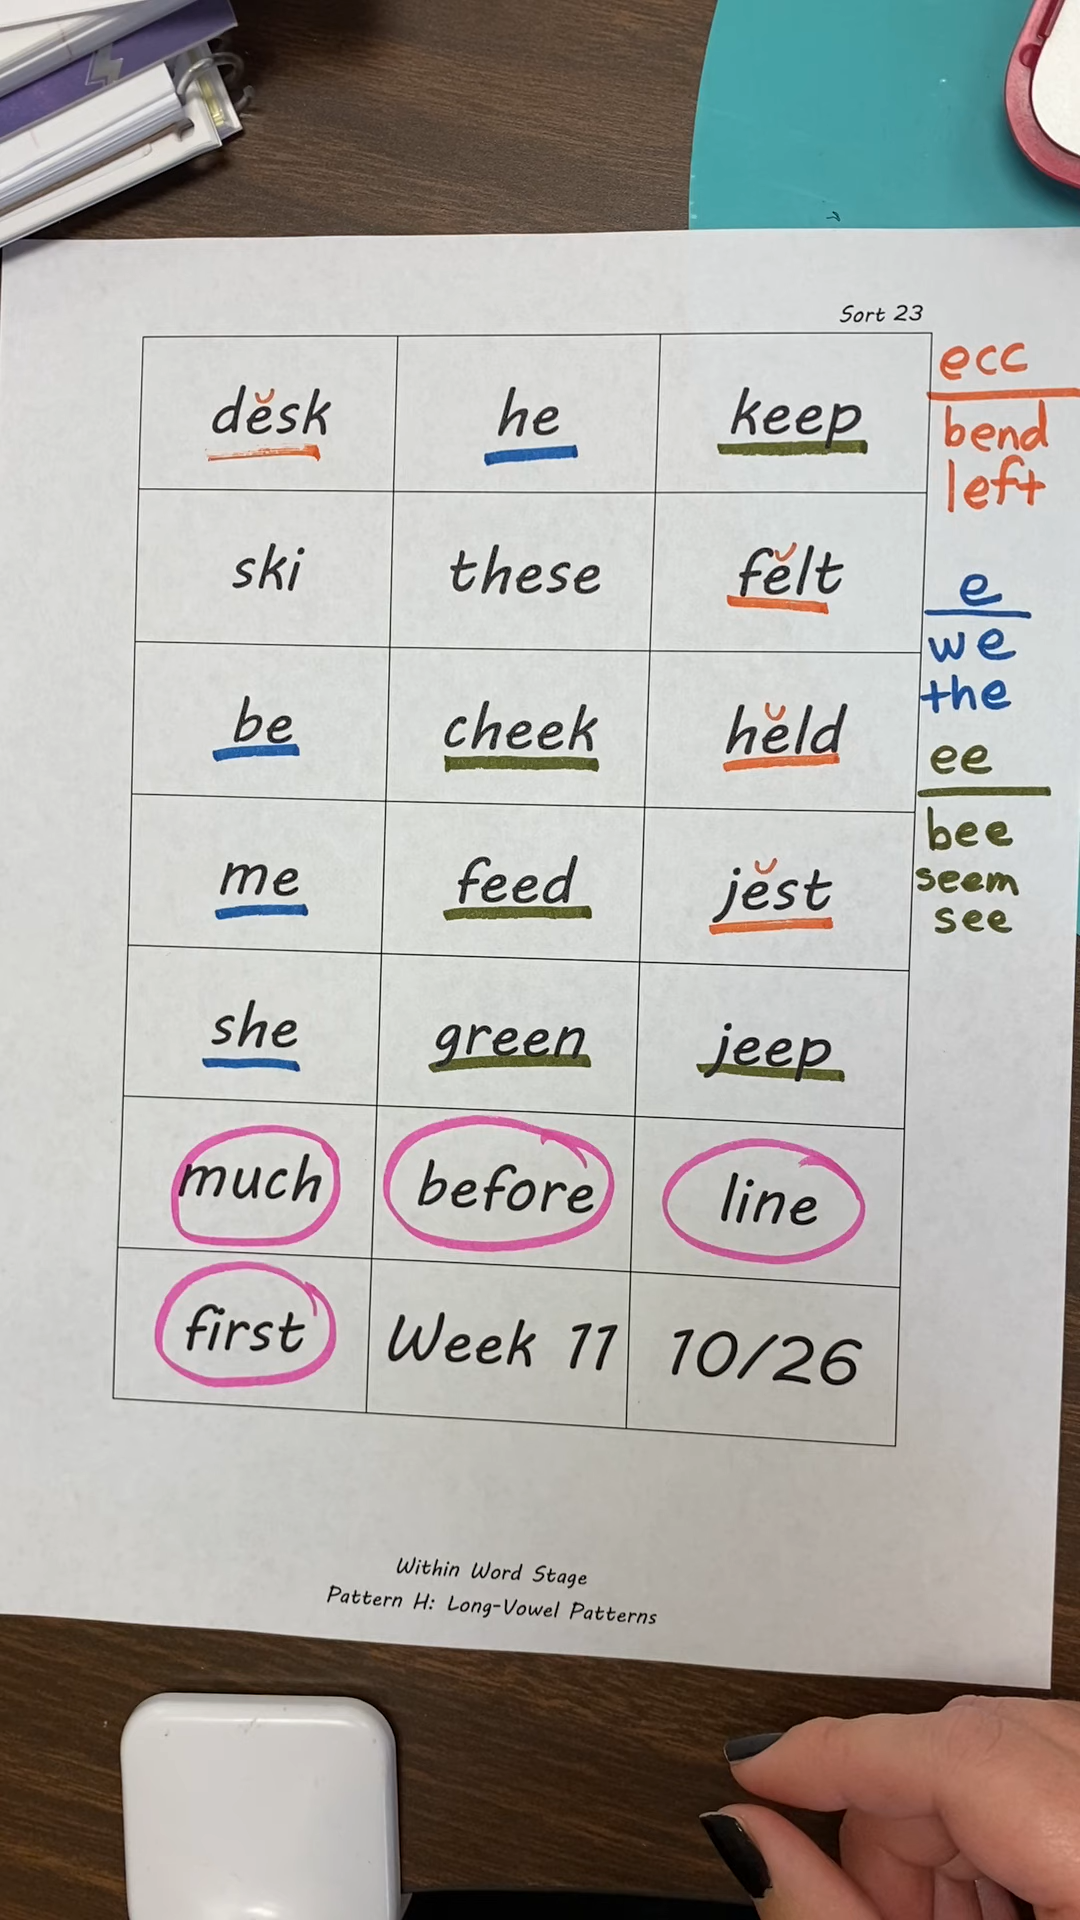 Sort 23
dĕsk he keep
ski these fĕlt
be cheek hĕld
me feed jĕst
she green jeep
much before line
first Week 11 10/26
ecc
bend
left
e
we
the
ee
bee
seem
see
Within Word Stage
Pattern H: Long-Vowel Patterns